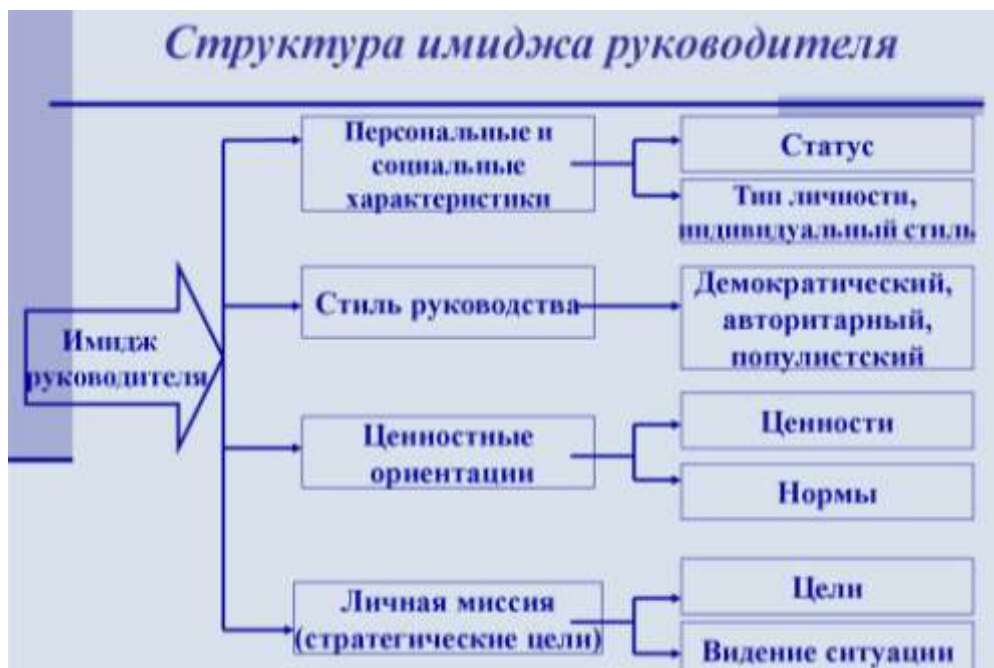 Структура имиджа руководителя
Персональные и
социальные
характеристики
Статус
Тип личности,
индивидуальный стиль
Стиль руководства
Демократический,
авторитарный,
популистский
Имидж
руководителя
Ценностные
ориентации
Ценности
Нормы
Личная миссия
(стратегические цели)
Цели
Видение ситуации